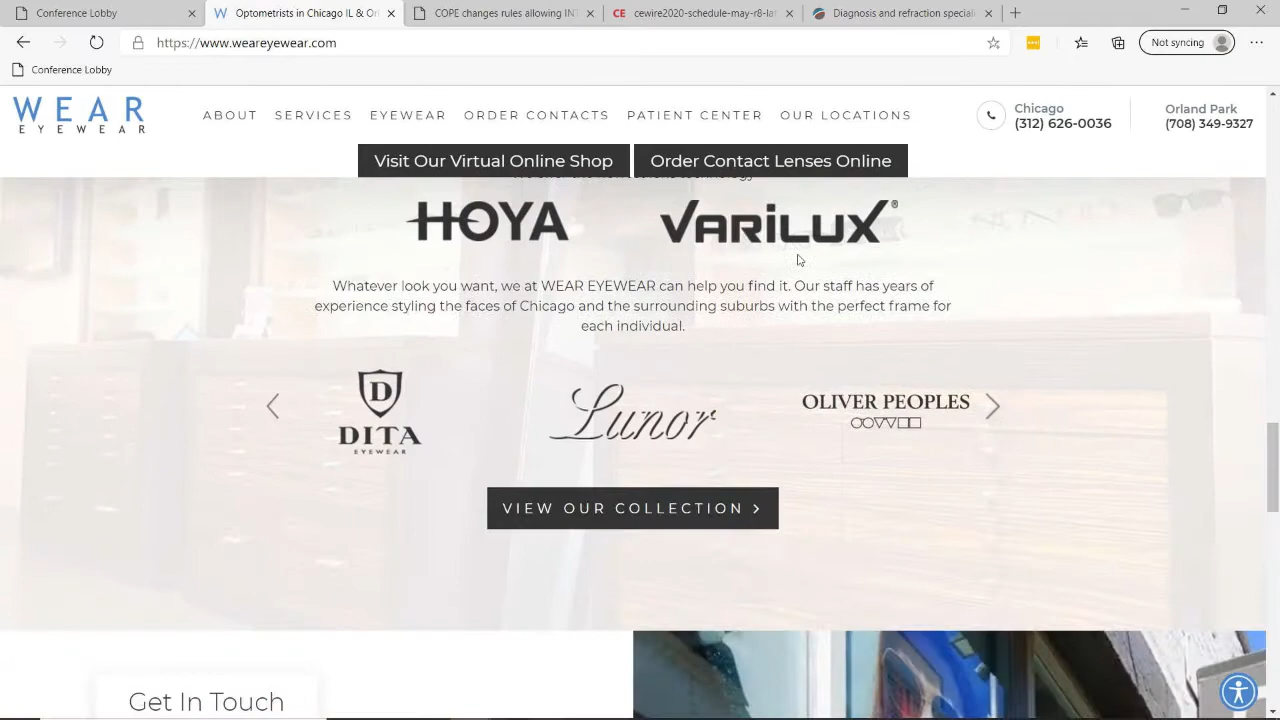 Conference Lobby
Optometrists in Chicago IL & Or
COPE changes rules allowing INT
CE cewire2020-schedule-may-r8-lat
Diagnosis and refraction special
https://www.weareyewear.com
Not syncing
Conference Lobby
WEAR
EYEWEAR
ABOUT SERVICES EYEWEAR ORDER CONTACTS PATIENT CENTER OUR LOCATIONS
Chicago
(312) 626-0036
Orland Park
(708) 349-9327
Visit Our Virtual Online Shop
Order Contact Lenses Online
HOYA
VARILUX®
Whatever look you want, we at WEAR EYEWEAR can help you find it. Our staff has years of
experience styling the faces of Chicago and the surrounding suburbs with the perfect frame for
each individual.
D
DITA
EYEWEAR
Lunor
OLIVER PEOPLES
VIEW OUR COLLECTION >
Get In Touch